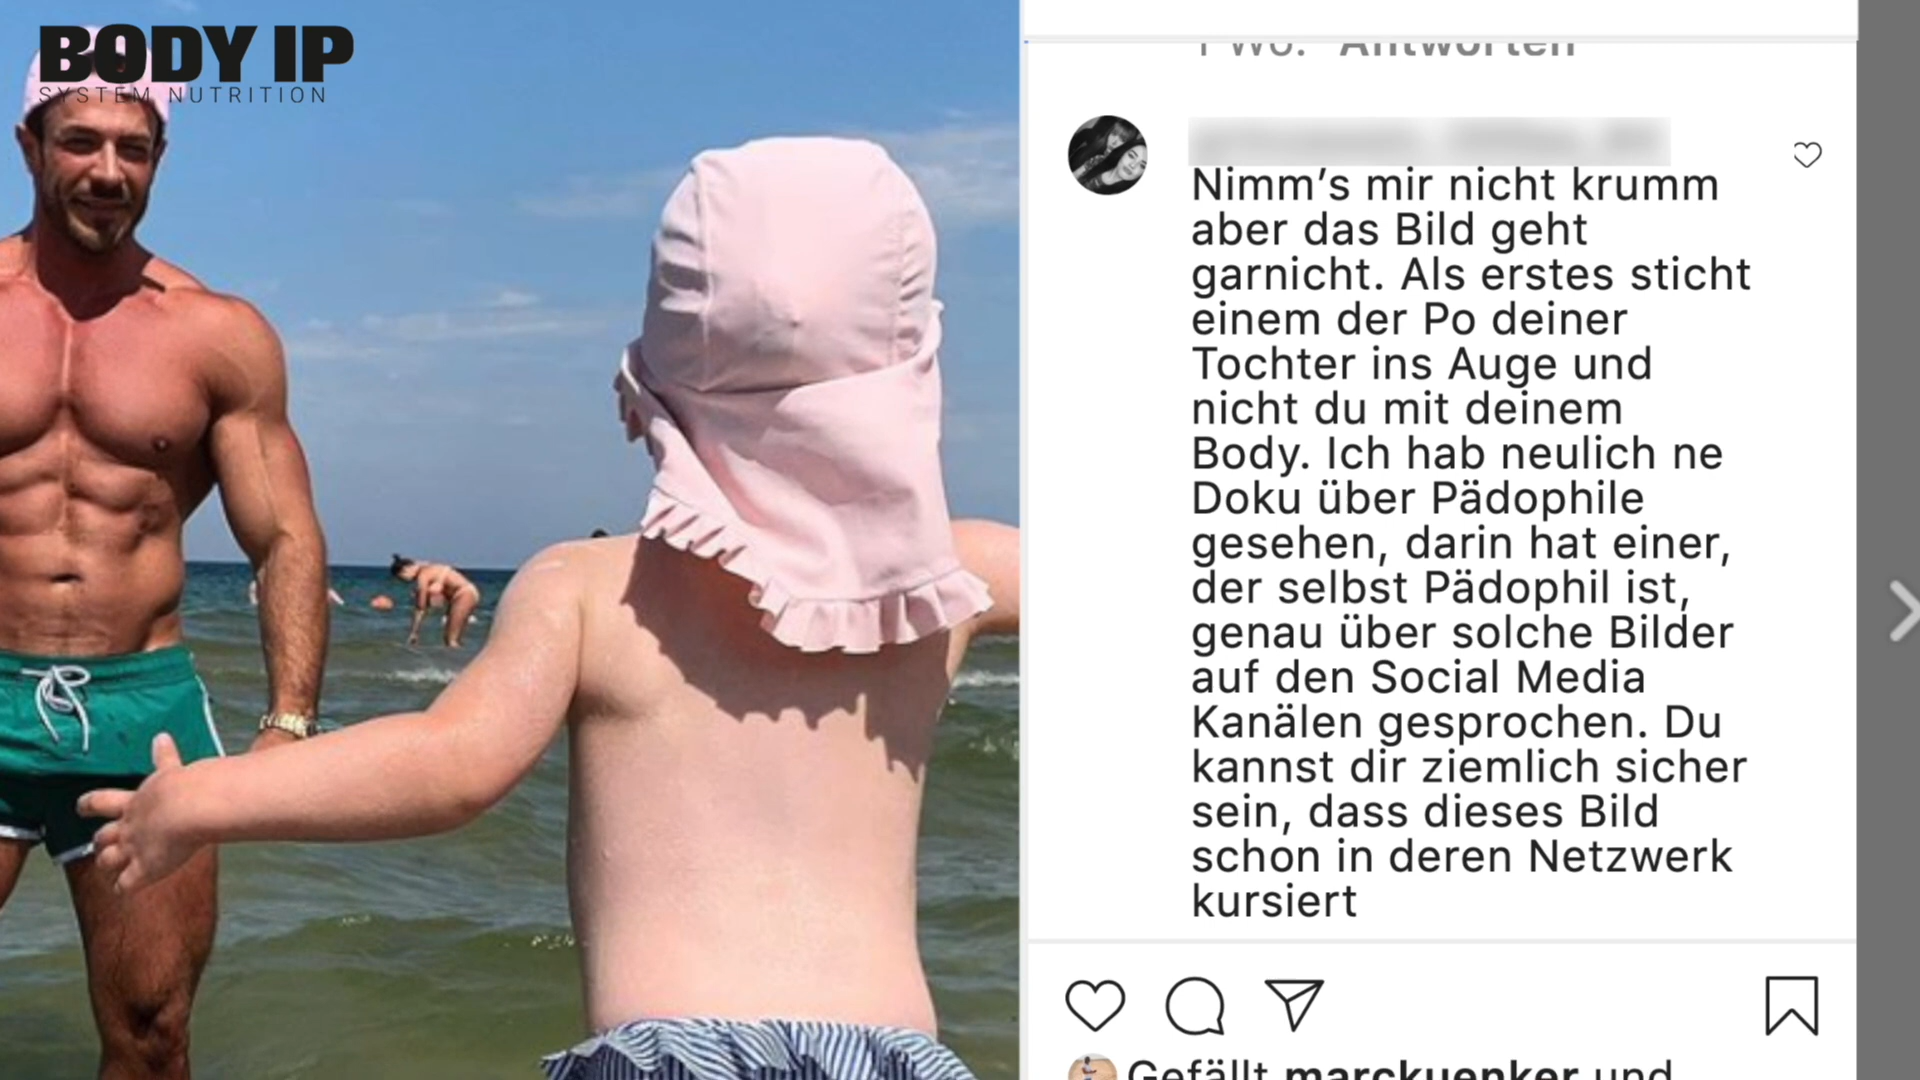 BODY IP
SYSTEM NUTRITION
1 Wo. Antworten
Nimm’s mir nicht krumm
aber das Bild geht
garnicht. Als erstes sticht
einem der Po deiner
Tochter ins Auge und
nicht du mit deinem
Body. Ich hab neulich ne
Doku über Pädophile
gesehen, darin hat einer,
der selbst Pädophil ist,
genau über solche Bilder
auf den Social Media
Kanälen gesprochen. Du
kannst dir ziemlich sicher
sein, dass dieses Bild
schon in deren Netzwerk
kursiert
Gefällt marckuenker und